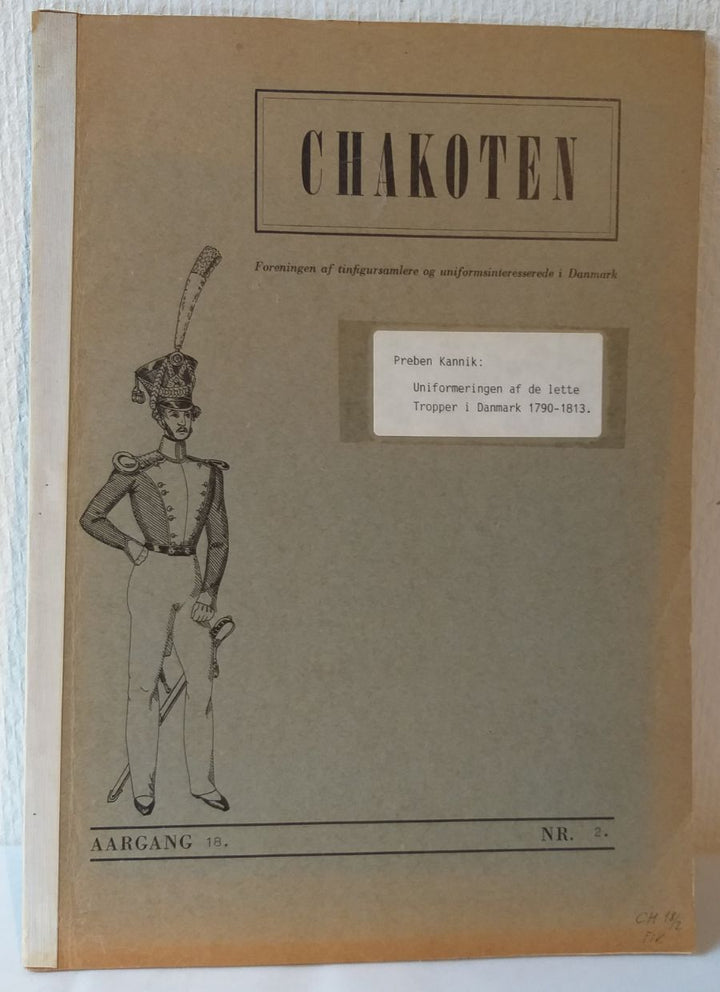 CHAKOTEN
Foreningen af tinfigursamlere og uniformsinteresserede i Danmark
Preben Kannik:
Uniformeringen af de lette
Tropper i Danmark 1790-1813.
AARGANG 18. NR. 2.
CH 18/2